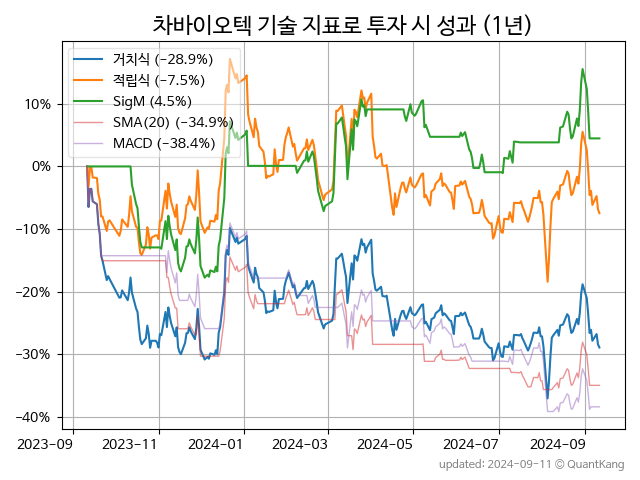 차바이오텍 기술 지표로 투자 시 성과 (1년)
거치식 (−28.9%)
적립식 (−7.5%)
SigM (4.5%)
SMA(20) (−34.9%)
MACD (−38.4%)
10%
0%
−10%
−20%
−30%
−40%
2023-09
2023-11
2024-01
2024-03
2024-05
2024-07
2024-09
updated: 2024-09-11 © QuantKang